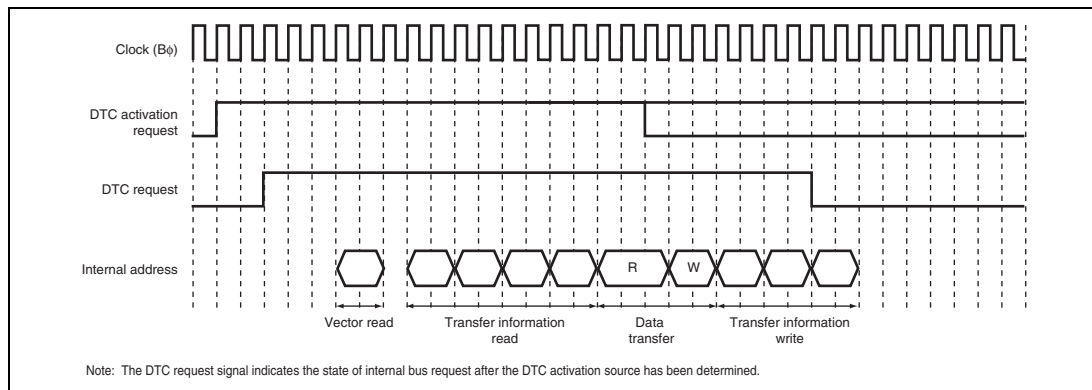 Clock (Bϕ)
DTC activation
request
DTC request
Internal address
R
W
Vector read
Transfer information
read
Data
transfer
Transfer information
write
Note: The DTC request signal indicates the state of internal bus request after the DTC activation source has been determined.